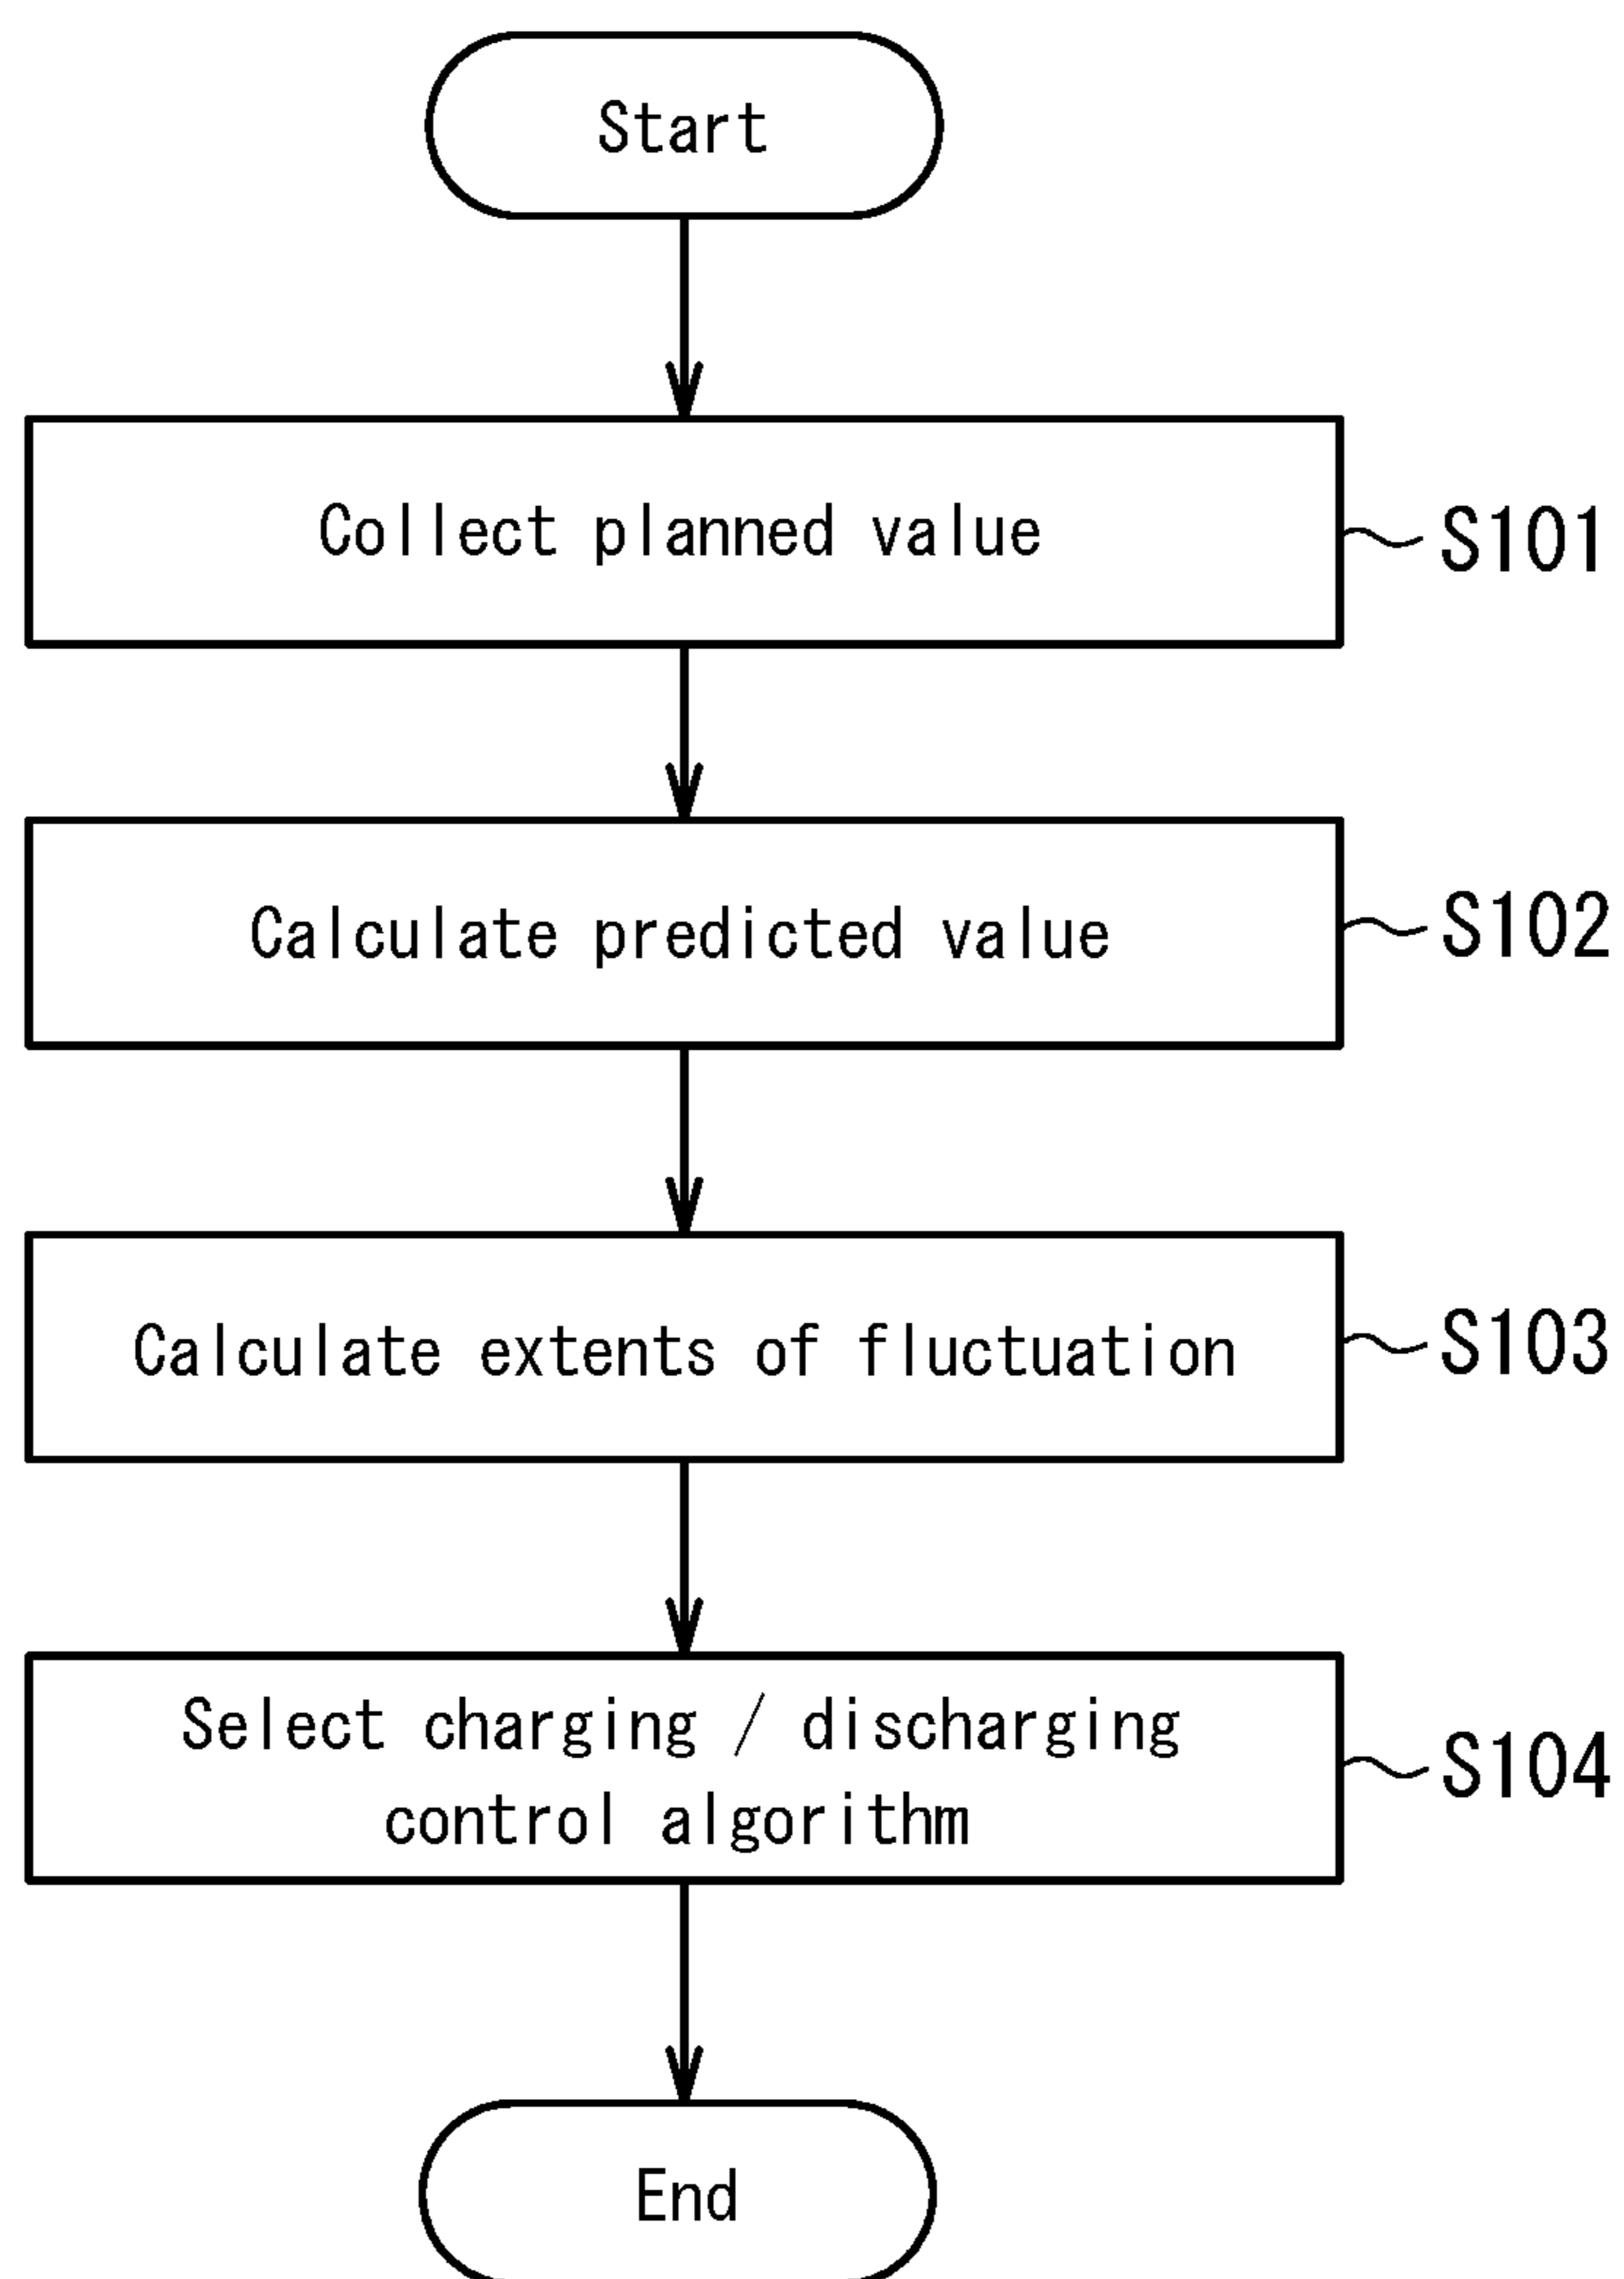 Start
Collect planned value
S101
Calculate predicted value
S102
Calculate extents of fluctuation
S103
Select charging / discharging
control algorithm
S104
End